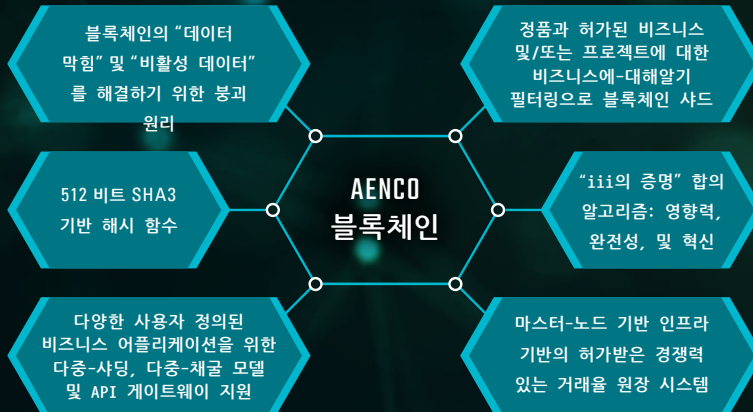 블록체인의 “데이터
막힘” 및 “비활성 데이터”
를 해결하기 위한 붕괴
원리
정품과 허가된 비즈니스
및/또는 프로젝트에 대한
비즈니스에-대해알기
필터링으로 블록체인 샤드
512 비트 SHA3
기반 해시 함수
AENCO
블록체인
“iii의 증명” 합의
알고리즘: 영향력,
완전성, 및 혁신
다양한 사용자 정의된
비즈니스 어플리케이션을 위한
다중-샤딩, 다중-채굴 모델
및 API 게이트웨이 지원
마스터-노드 기반 인프라
기반의 허가받은 경쟁력
있는 거래율 원장 시스템